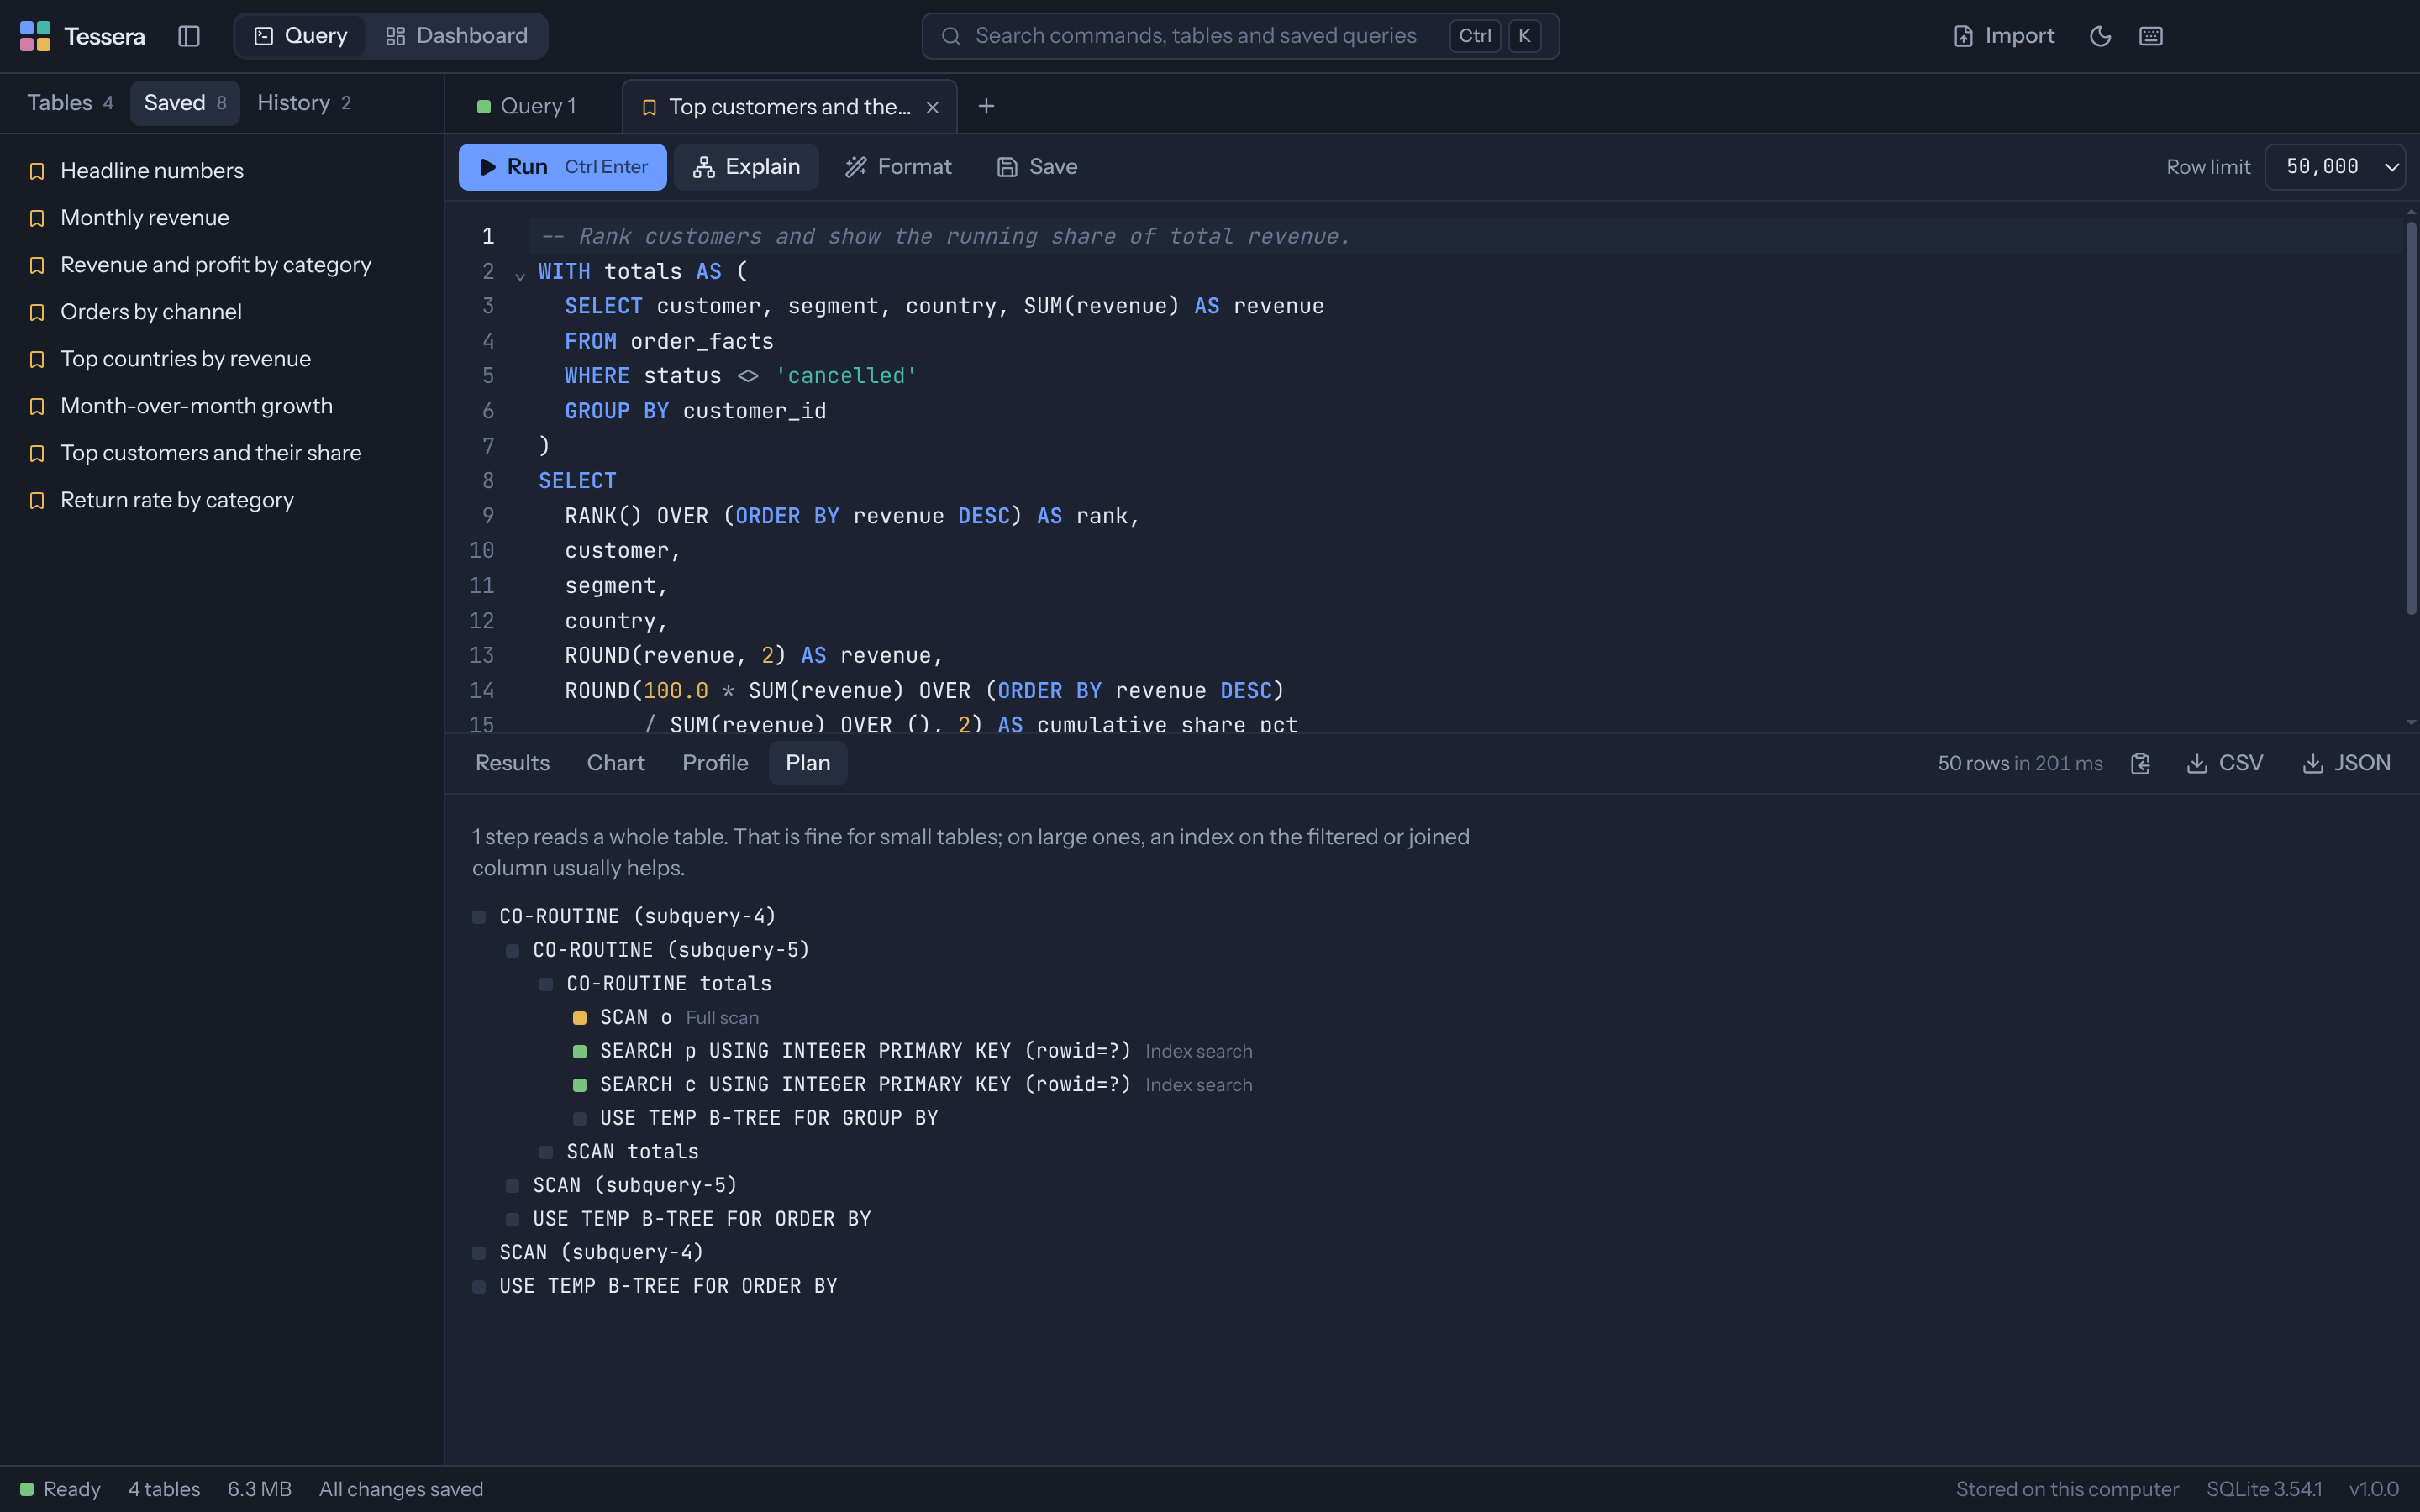 Tessera
Query
Dashboard
Search commands, tables and saved queries
Ctrl
K
Import
Tables 4
Saved 8
History 2
Headline numbers
Monthly revenue
Revenue and profit by category
Orders by channel
Top countries by revenue
Month-over-month growth
Top customers and their share
Return rate by category
Query 1
Top customers and the...
Run Ctrl Enter
Explain
Format
Save
Row limit
50,000
1 -- Rank customers and show the running share of total revenue.
2 WITH totals AS (
3 SELECT customer, segment, country, SUM(revenue) AS revenue
4 FROM order_facts
5 WHERE status <> 'cancelled'
6 GROUP BY customer_id
7 )
8 SELECT
9 RANK() OVER (ORDER BY revenue DESC) AS rank,
10 customer,
11 segment,
12 country,
13 ROUND(revenue, 2) AS revenue,
14 ROUND(100.0 * SUM(revenue) OVER (ORDER BY revenue DESC)
15 / SUM(revenue) OVER (), 2) AS cumulative_share_pct
Results
Chart
Profile
Plan
50 rows in 201 ms
CSV
JSON
1 step reads a whole table. That is fine for small tables; on large ones, an index on the filtered or joined
column usually helps.
CO-ROUTINE (subquery-4)
CO-ROUTINE (subquery-5)
CO-ROUTINE totals
SCAN o Full scan
SEARCH p USING INTEGER PRIMARY KEY (rowid=?) Index search
SEARCH c USING INTEGER PRIMARY KEY (rowid=?) Index search
USE TEMP B-TREE FOR GROUP BY
SCAN totals
SCAN (subquery-5)
USE TEMP B-TREE FOR ORDER BY
SCAN (subquery-4)
USE TEMP B-TREE FOR ORDER BY
Ready
4 tables
6.3 MB
All changes saved
Stored on this computer
SQLite 3.54.1
v1.0.0